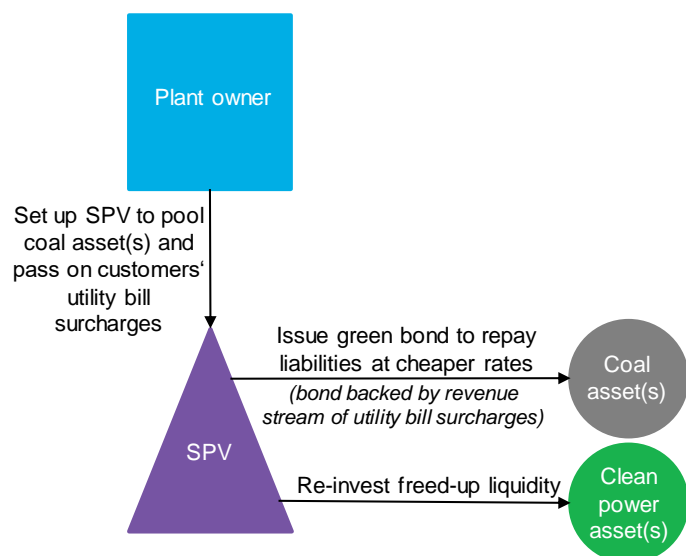 Plant owner
Set up SPV to pool
coal asset(s) and
pass on customers‘
utility bill
surcharges
Issue green bond to repay
liabilities at cheaper rates
(bond backed by revenue
stream of utility bill surcharges)
Coal
asset(s)
SPV
Re-invest freed-up liquidity
Clean
power
asset(s)